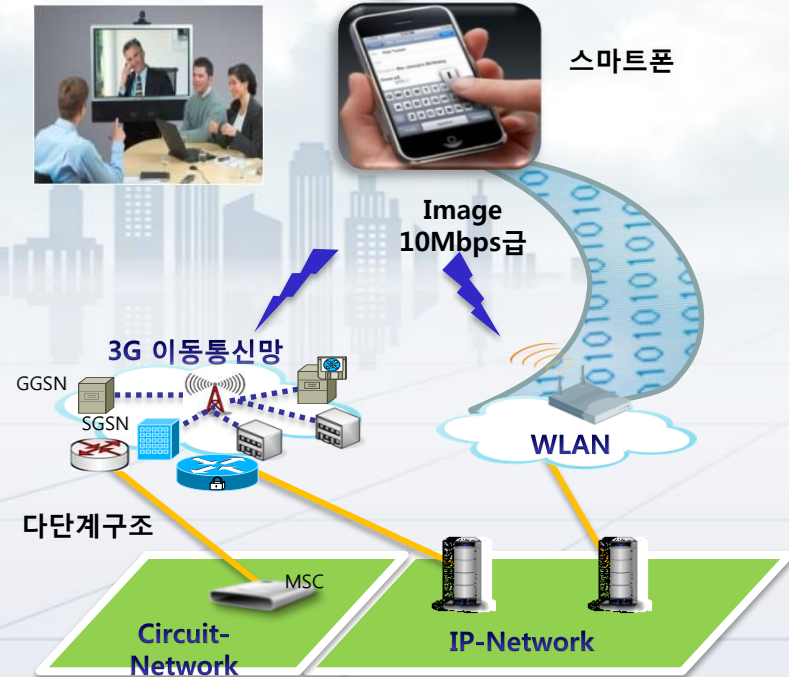 스마트폰
Image
10Mbps급
3G 이동통신망
GGSN
SGSN
WLAN
다단계구조
MSC
Circuit-
Network
IP-Network